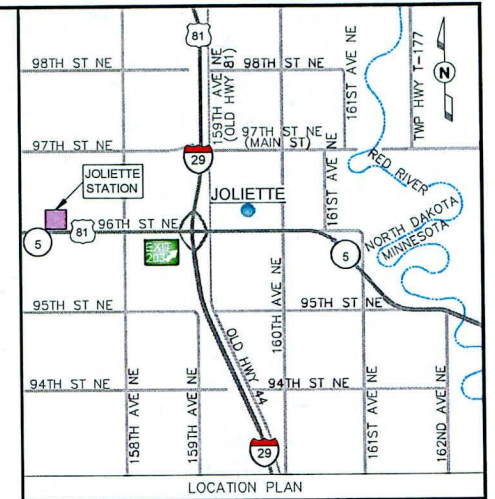 81
98TH ST NE
98TH ST NE
159TH AVE NE
(OLD HWY 81)
161ST AVE NE
TWP HWY T-177
N
97TH ST NE
97TH ST NE
(MAIN ST)
29
RED RIVER
JOLIETTE
STATION
JOLIETTE
161ST AVE NE
NORTH DAKOTA
MINNESOTA
5
81
96TH ST NE
EXIT
203
5
95TH ST NE
160TH AVE NE
95TH ST NE
OLD HWY 44
94TH ST NE
94TH ST NE
158TH AVE NE
159TH AVE NE
161ST AVE NE
162ND AVE NE
29
LOCATION PLAN